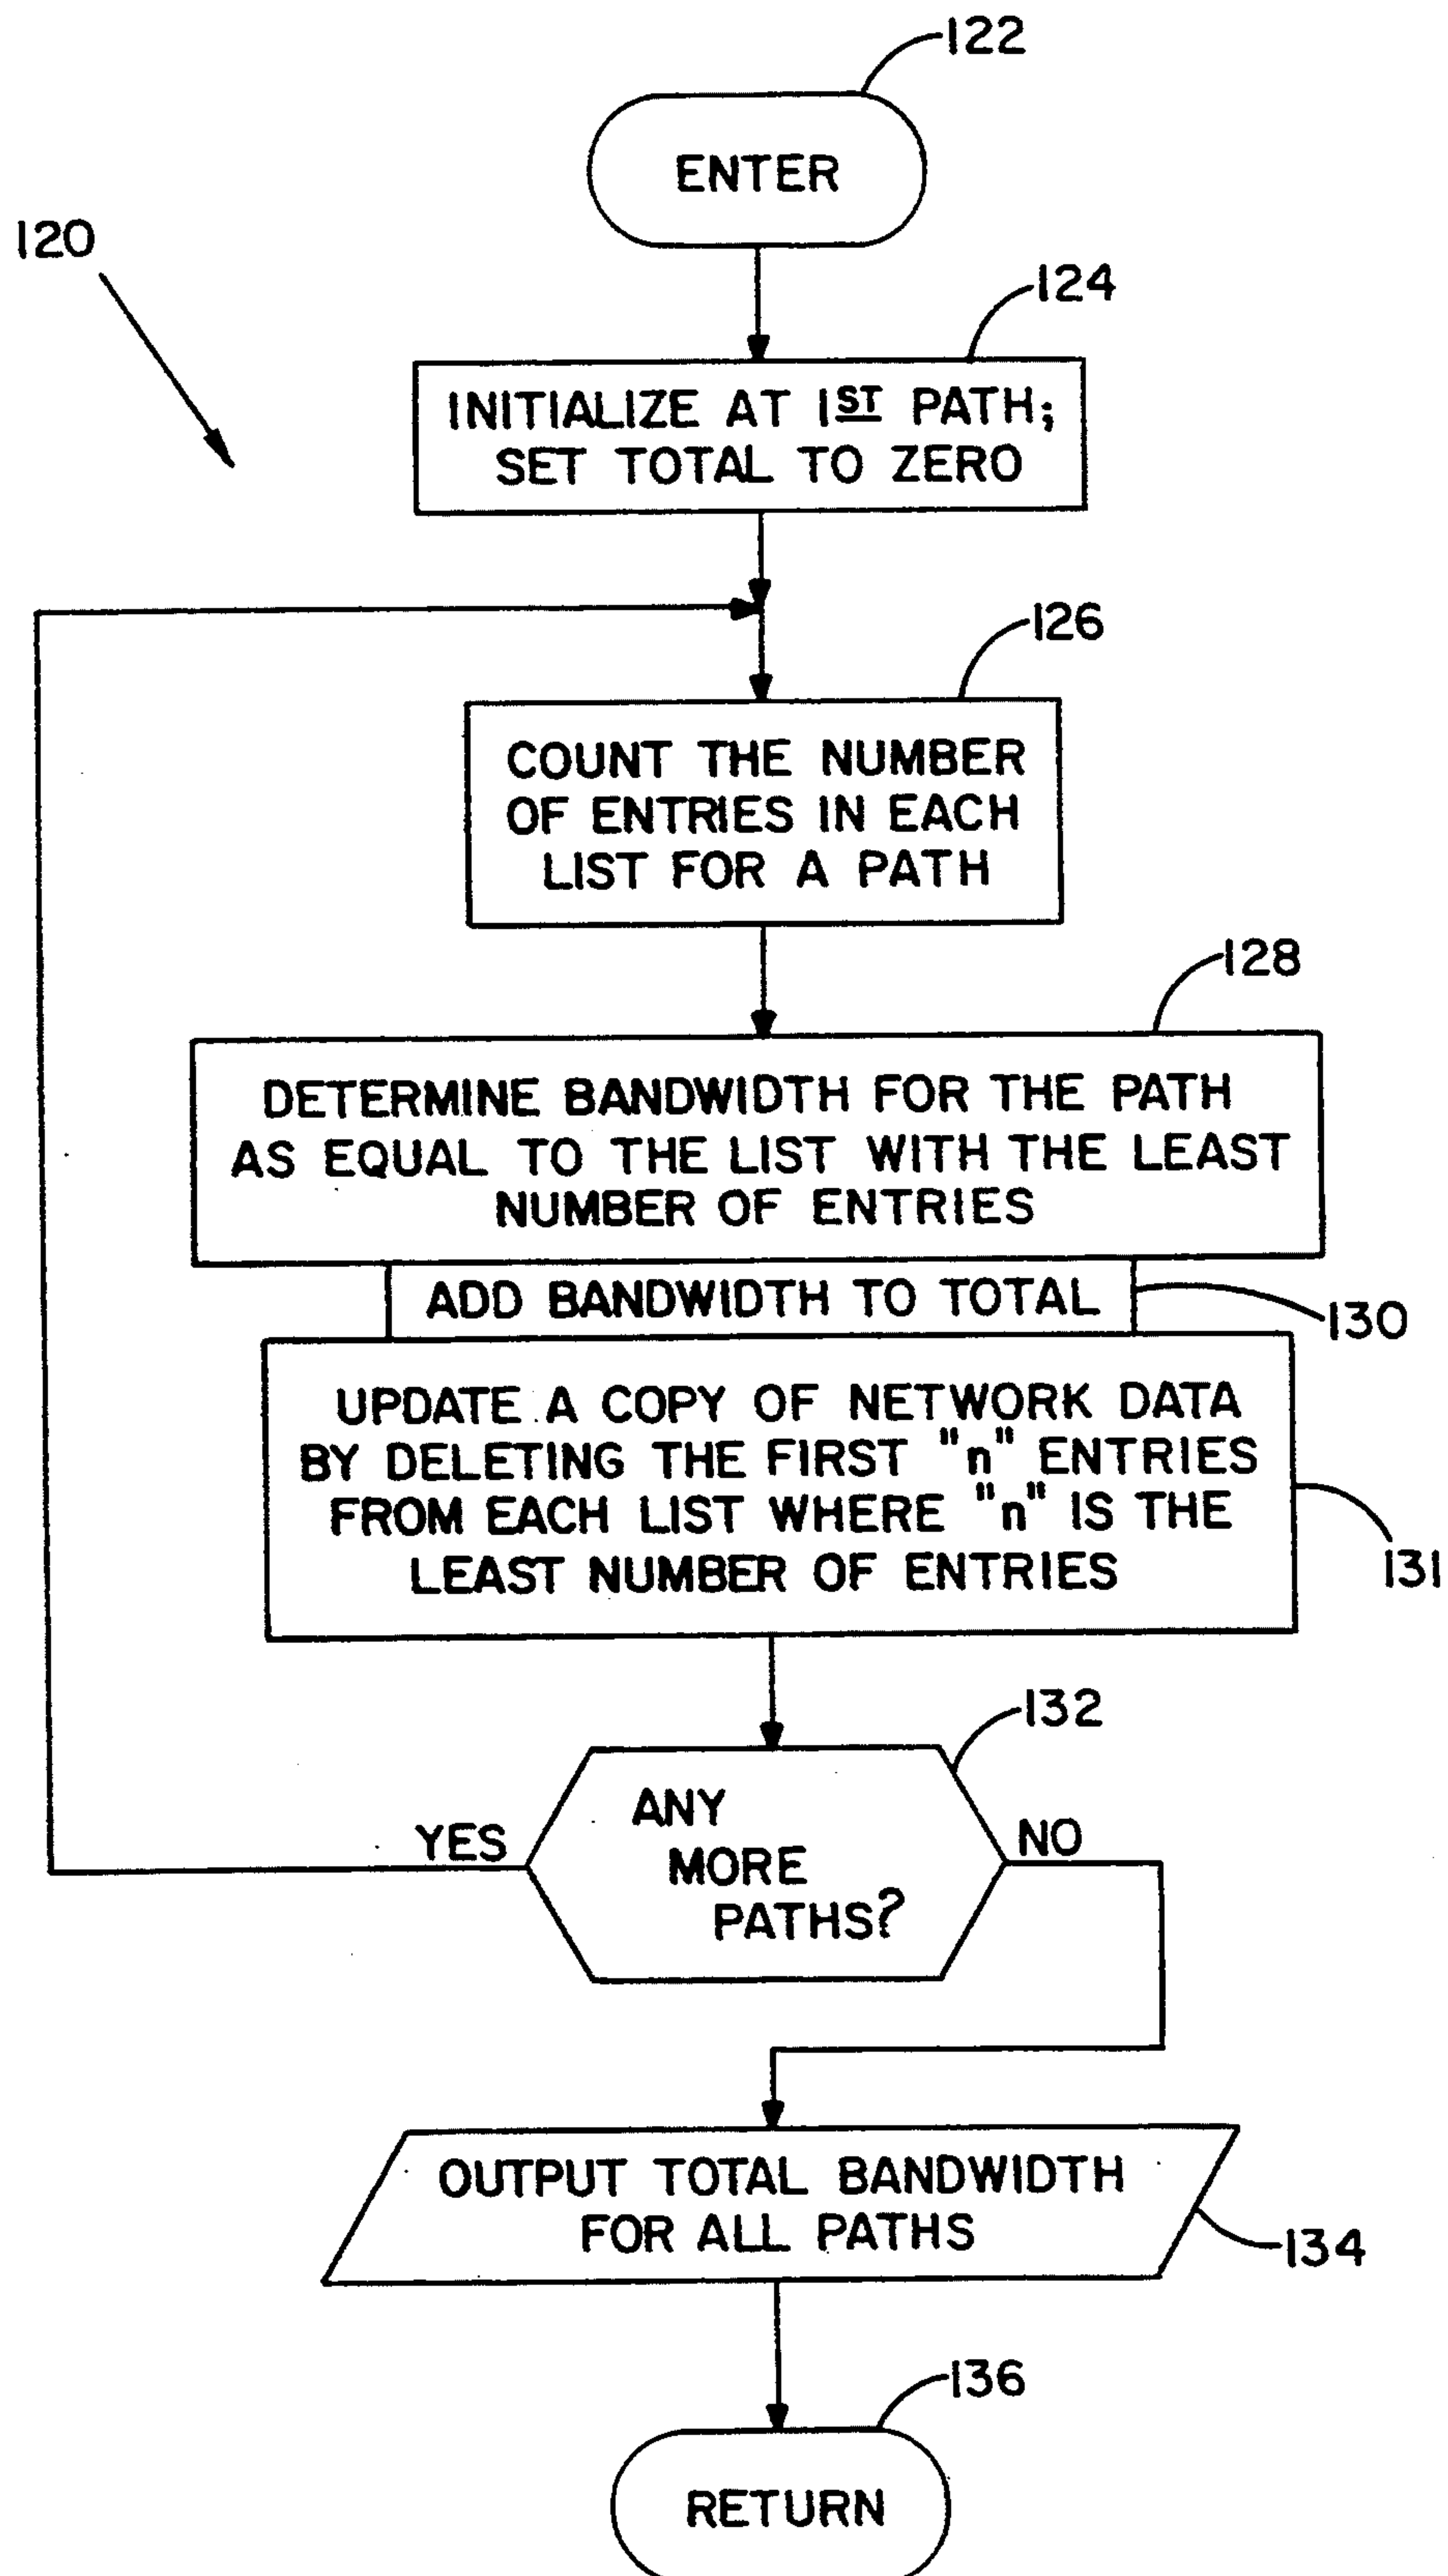 122
ENTER
120
124
INITIALIZE AT 1ST PATH;
SET TOTAL TO ZERO
126
COUNT THE NUMBER
OF ENTRIES IN EACH
LIST FOR A PATH
128
DETERMINE BANDWIDTH FOR THE PATH
AS EQUAL TO THE LIST WITH THE LEAST
NUMBER OF ENTRIES
ADD BANDWIDTH TO TOTAL
130
UPDATE A COPY OF NETWORK DATA
BY DELETING THE FIRST "n" ENTRIES
FROM EACH LIST WHERE "n" IS THE
LEAST NUMBER OF ENTRIES
131
132
ANY
MORE
PATHS?
YES
NO
OUTPUT TOTAL BANDWIDTH
FOR ALL PATHS
134
136
RETURN